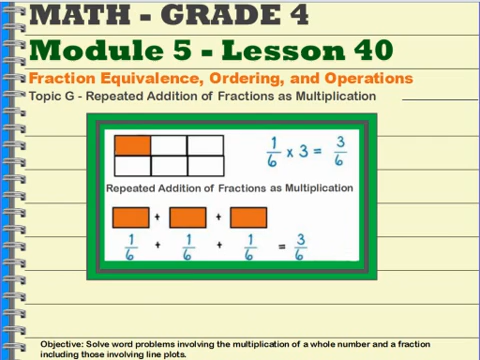 MATH - GRADE 4
Module 5 - Lesson 40
Fraction Equivalence, Ordering, and Operations
Topic G - Repeated Addition of Fractions as Multiplication
1/6 x 3 = 3/6
Repeated Addition of Fractions as Multiplication
+ +
1/6 + 1/6 + 1/6 = 3/6
Objective: Solve word problems involving the multiplication of a whole number and a fraction
including those involving line plots.